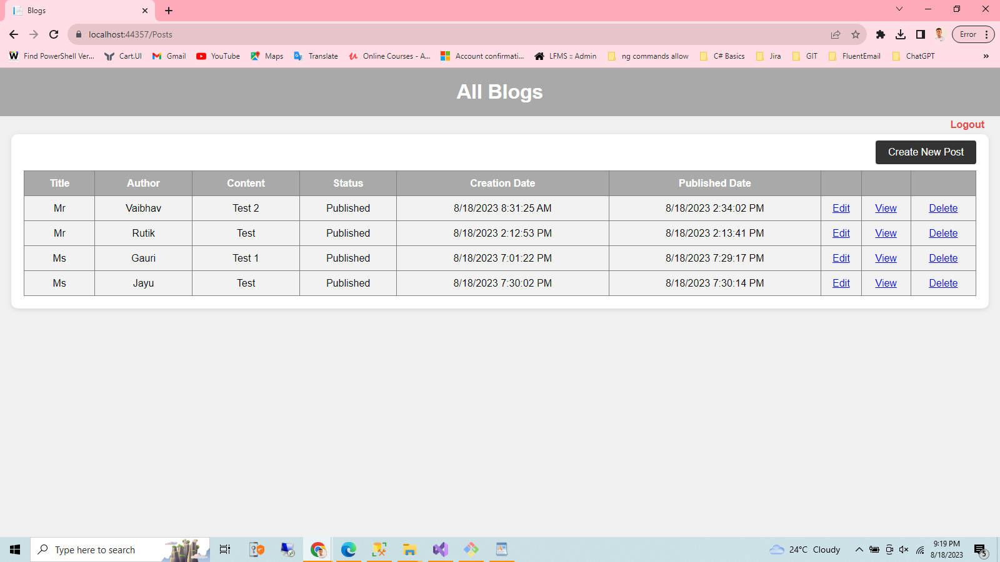 Blogs
localhost:44357/Posts
Error
Find PowerShell Ver... Cart.UI Gmail YouTube Maps Translate Online Courses - A... Account confirmati... LFMS :: Admin ng commands allow C# Basics Jira GIT FluentEmail ChatGPT »
All Blogs
Logout
Create New Post
Title Author Content Status Creation Date Published Date
Mr Vaibhav Test 2 Published 8/18/2023 8:31:25 AM 8/18/2023 2:34:02 PM Edit View Delete
Mr Rutik Test Published 8/18/2023 2:12:53 PM 8/18/2023 2:13:41 PM Edit View Delete
Ms Gauri Test 1 Published 8/18/2023 7:01:22 PM 8/18/2023 7:29:17 PM Edit View Delete
Ms Jayu Test Published 8/18/2023 7:30:02 PM 8/18/2023 7:30:14 PM Edit View Delete
Type here to search
24°C Cloudy
9:19 PM
8/18/2023
5